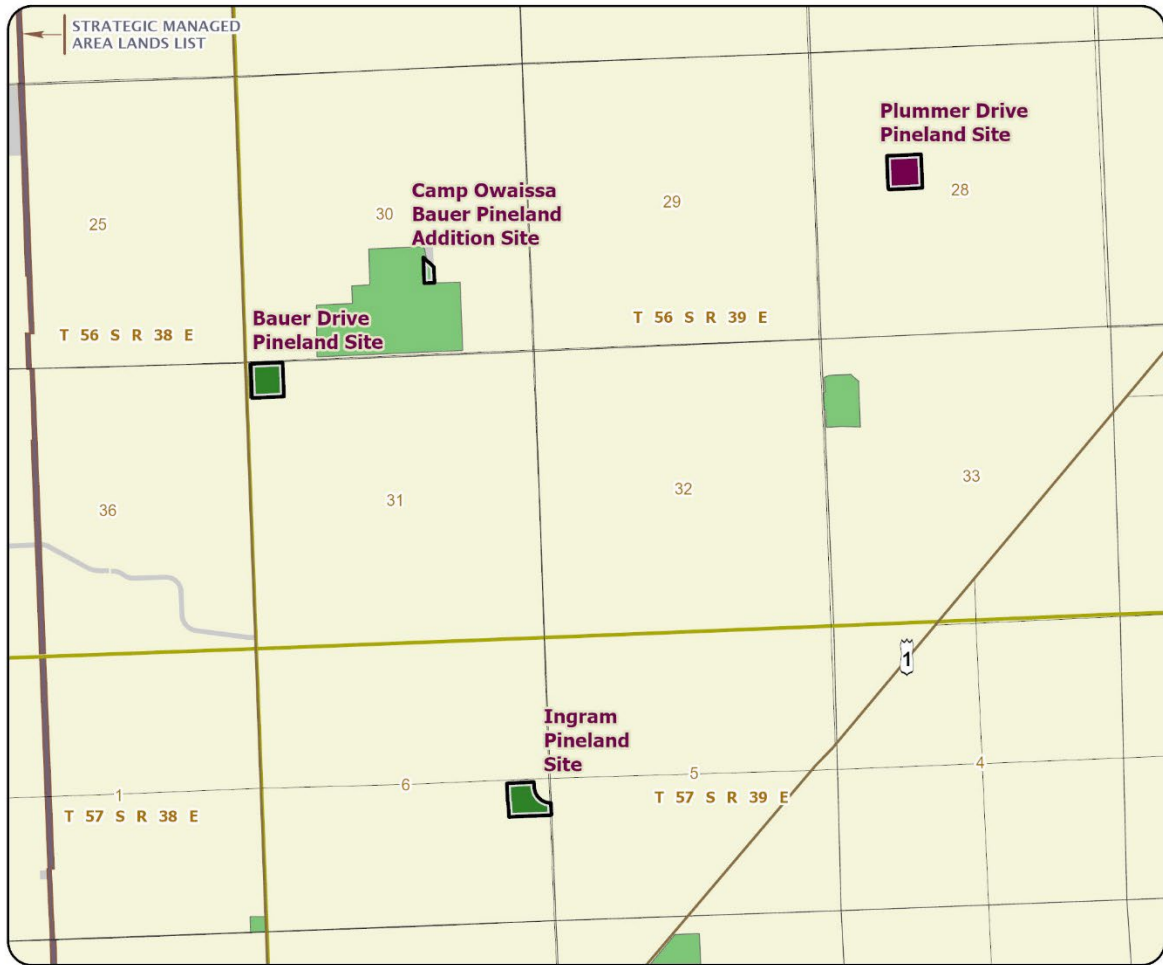 STRATEGIC MANAGED
AREA LANDS LIST
Plummer Drive
Pineland Site
28
Camp Owaissa
Bauer Pineland
Addition Site
29
30
25
Bauer Drive
Pineland Site
T 56 S R 38 E
T 56 S R 39 E
33
32
31
36
1
Ingram
Pineland
Site
4
5
6
1
T 57 S R 39 E
T 57 S R 38 E